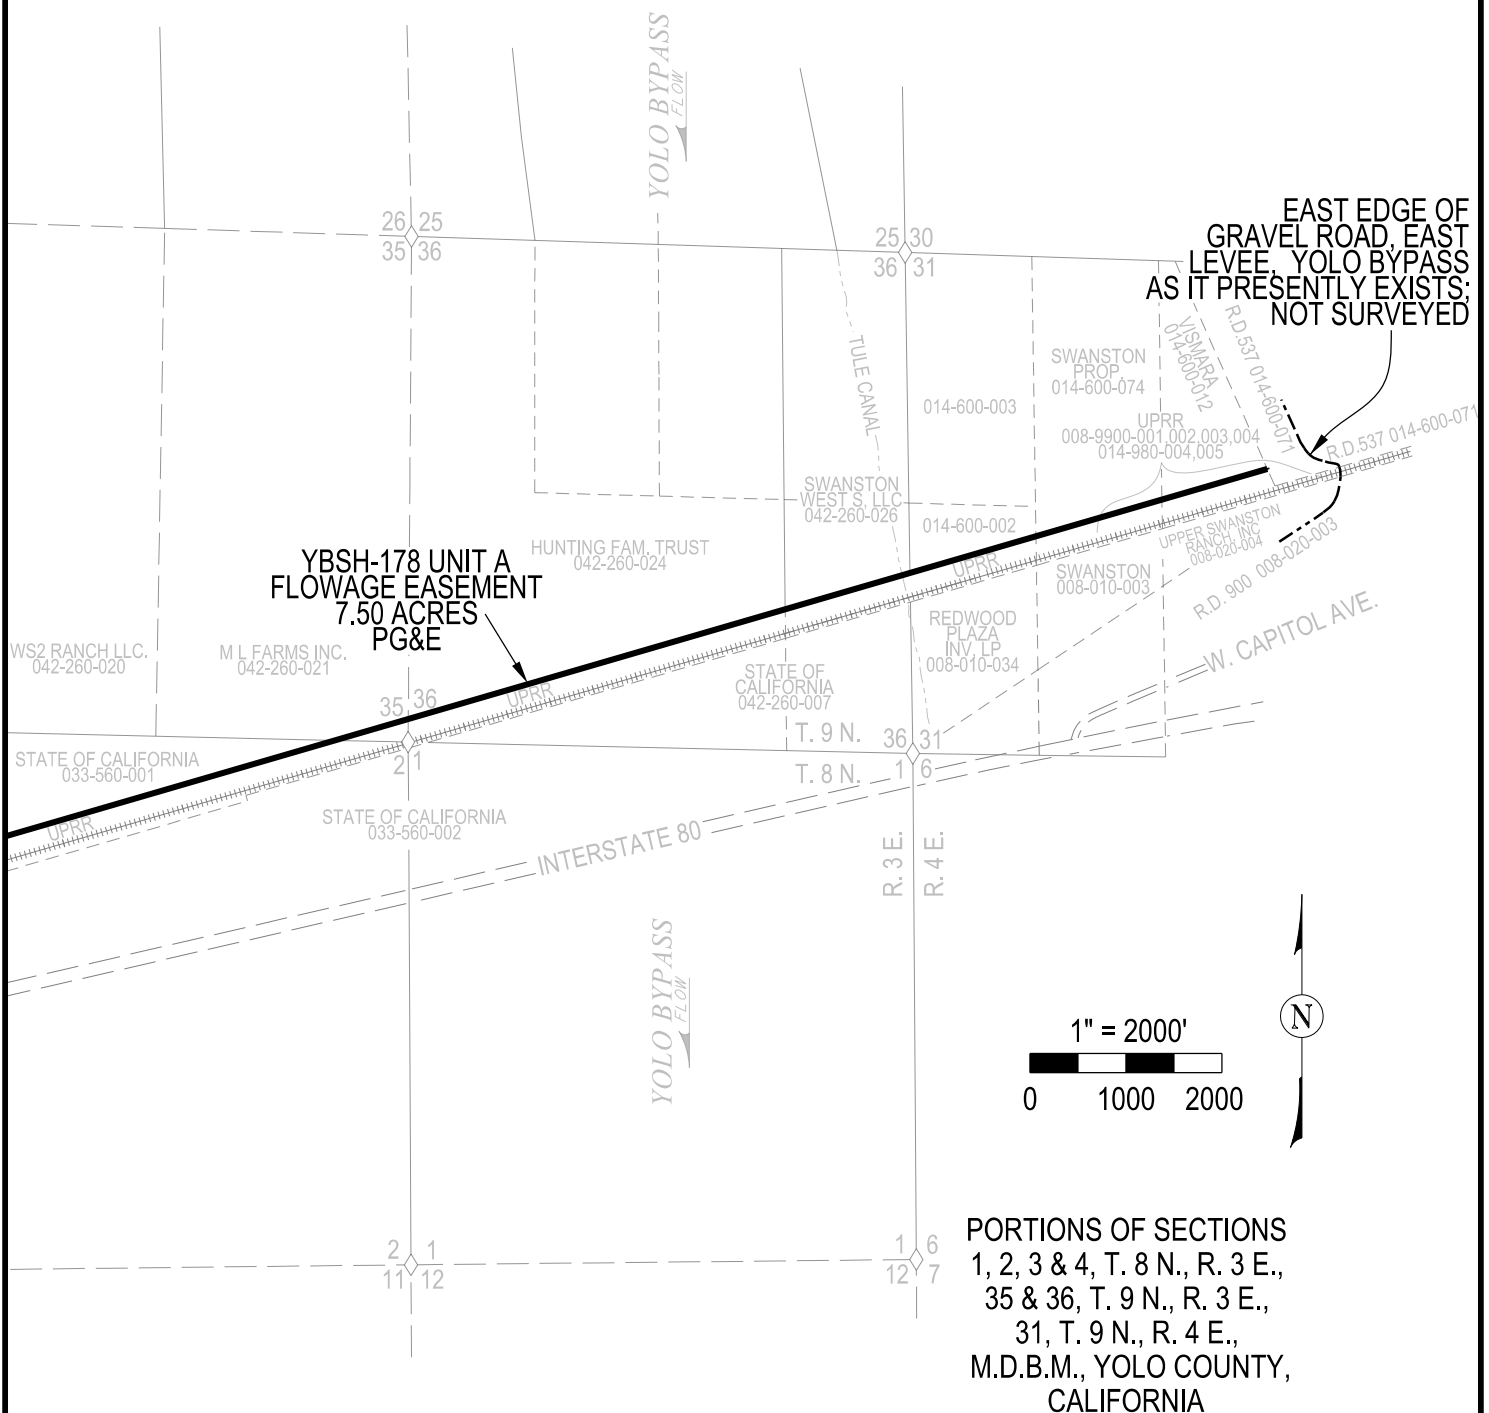 YOLO BYPASS
FLOW
26 25
35 36
25 30
36 31
EAST EDGE OF
GRAVEL ROAD, EAST
LEVEE, YOLO BYPASS
AS IT PRESENTLY EXISTS;
NOT SURVEYED
TULE CANAL
014-600-003
SWANSTON
PROP.
014-600-074
VISMARA
014-600-012
R.D.537 014-600-071
UPRR
008-9900-001,002,003,004
014-980-004,005
R.D.537 014-600-071
SWANSTON
WEST S, LLC
042-260-026
014-600-002
HUNTING FAM. TRUST
042-260-024
YBSH-178 UNIT A
FLOWAGE EASEMENT
7.50 ACRES
PG&E
UPRR
UPPER SWANSTON
RANCH, INC
008-020-004
SWANSTON
008-010-003
R.D. 900 008-020-003
W. CAPITOL AVE.
REDWOOD
PLAZA
INV, LP
008-010-034
WS2 RANCH LLC.
042-260-020
M L FARMS INC.
042-260-021
STATE OF
CALIFORNIA
042-260-007
35 36
UPRR
2 1
T. 9 N.
36 31
T. 8 N.
1 6
STATE OF CALIFORNIA
033-560-001
UPRR
STATE OF CALIFORNIA
033-560-002
INTERSTATE 80
R. 3 E.
R. 4 E.
YOLO BYPASS
FLOW
1" = 2000'
0 1000 2000
N
2 1
11 12
1 6
12 7
PORTIONS OF SECTIONS
1, 2, 3 & 4, T. 8 N., R. 3 E.,
35 & 36, T. 9 N., R. 3 E.,
31, T. 9 N., R. 4 E.,
M.D.B.M., YOLO COUNTY,
CALIFORNIA